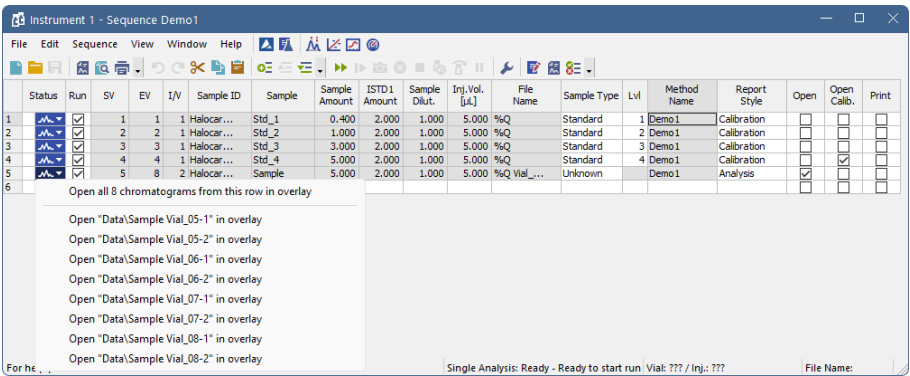 Instrument 1 - Sequence Demo1
File Edit Sequence View Window Help
Status Run SV EV I/V Sample ID Sample Sample Amount ISTD1 Amount Sample Dilut. Inj.Vol. [µL] File Name Sample Type Lvl Method Name Report Style Open Open Calib. Print
1 1 1 1 Halocar... Std_1 0.400 2.000 1.000 5.000 %Q Standard 1 Demo1 Calibration
2 2 2 1 Halocar... Std_2 1.000 2.000 1.000 5.000 %Q Standard 2 Demo1 Calibration
3 3 3 1 Halocar... Std_3 3.000 2.000 1.000 5.000 %Q Standard 3 Demo1 Calibration
4 4 4 1 Halocar... Std_4 5.000 2.000 1.000 5.000 %Q Standard 4 Demo1 Calibration
5 5 8 2 Halocar... Sample 5.000 2.000 1.000 5.000 %Q Vial_... Unknown Demo1 Analysis
6
Open all 8 chromatograms from this row in overlay
Open "Data\Sample Vial_05-1" in overlay
Open "Data\Sample Vial_05-2" in overlay
Open "Data\Sample Vial_06-1" in overlay
Open "Data\Sample Vial_06-2" in overlay
Open "Data\Sample Vial_07-1" in overlay
Open "Data\Sample Vial_07-2" in overlay
Open "Data\Sample Vial_08-1" in overlay
Open "Data\Sample Vial_08-2" in overlay
For Single Analysis: Ready - Ready to start run Vial: ??? / Inj.: ??? File Name: